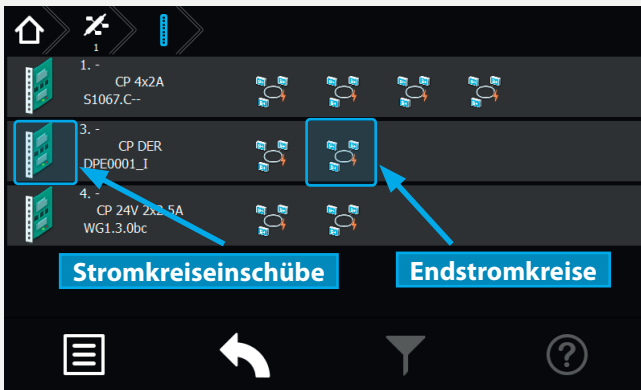 1
1. -
CP 4x2A
S1067.C--
3. -
CP DER
DPE0001_I
4. -
CP 24V 2x2.5A
WG1.3.0bc
Stromkreiseinschübe
Endstromkreise
?